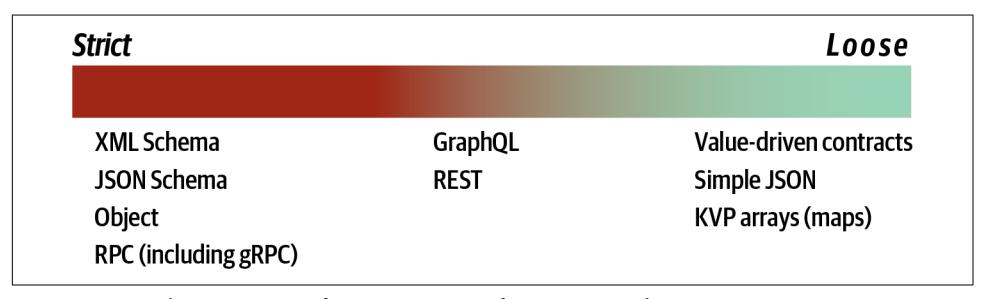 Strict
Loose
XML Schema
JSON Schema
Object
RPC (including gRPC)
GraphQL
REST
Value-driven contracts
Simple JSON
KVP arrays (maps)